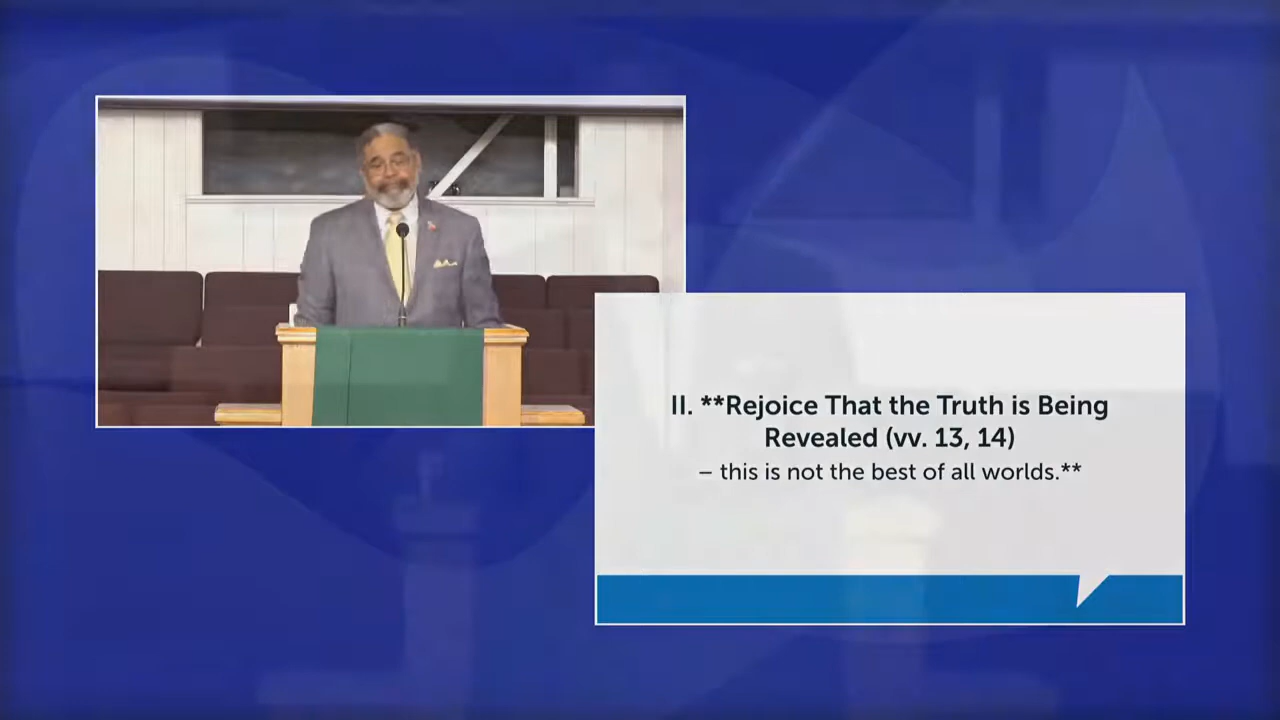 II. **Rejoice That the Truth is Being
Revealed (vv. 13, 14)
– this is not the best of all worlds.**